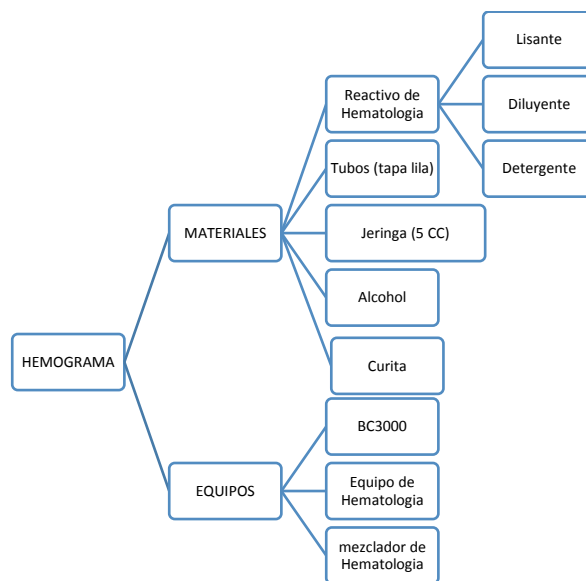 HEMOGRAMA
MATERIALES
Reactivo de
Hematologia
Lisante
Diluyente
Detergente
Tubos (tapa lila)
Jeringa (5 CC)
Alcohol
Curita
EQUIPOS
BC3000
Equipo de
Hematologia
mezclador de
Hematologia